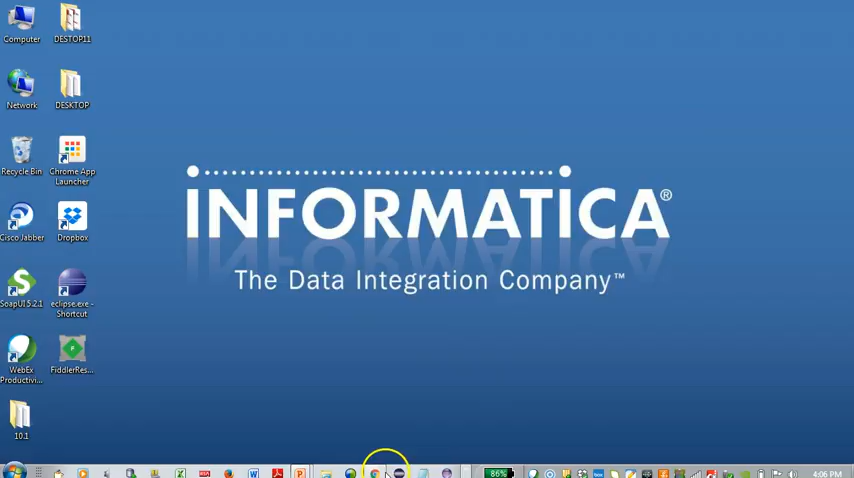 Computer
DESTOP11
Network
DESKTOP
Recycle Bin
Chrome App
Launcher
Cisco Jabber
Dropbox
SoapUI 5.2.1
eclipse.exe -
Shortcut
WebEx
Productivi...
FiddlerRes...
10.1
INFORMATICA®
The Data Integration Company™
86%
4:06 PM